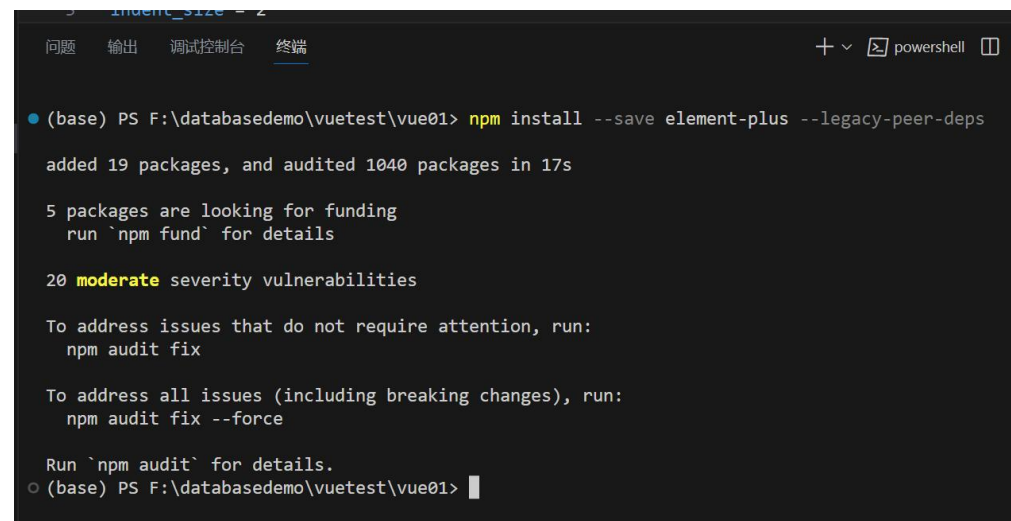 5 indent_size = 2
问题 输出 调试控制台 终端 powershell
(base) PS F:\databasedemo\vuetest\vue01> npm install --save element-plus --legacy-peer-deps
added 19 packages, and audited 1040 packages in 17s
5 packages are looking for funding
run `npm fund` for details
20 moderate severity vulnerabilities
To address issues that do not require attention, run:
npm audit fix
To address all issues (including breaking changes), run:
npm audit fix --force
Run `npm audit` for details.
(base) PS F:\databasedemo\vuetest\vue01>